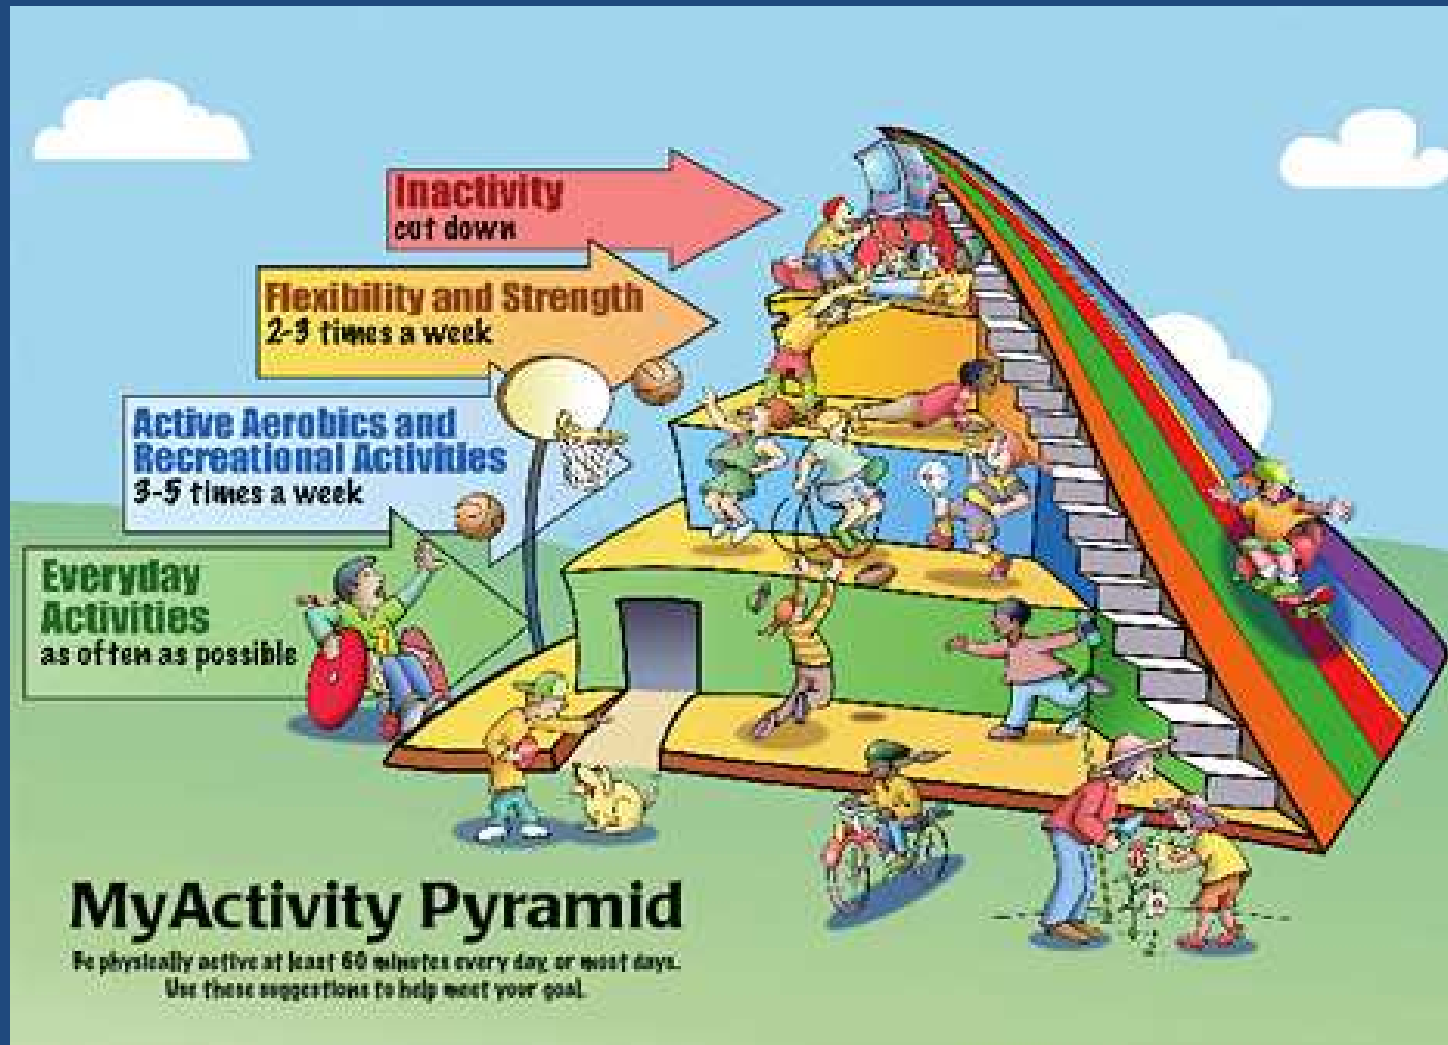 Inactivity
cut down
Flexibility and Strength
2-3 times a week
Active Aerobics and
Recreational Activities
3-5 times a week
Everyday
Activities
as often as possible
MyActivity Pyramid
Be physically active at least 60 minutes every day, or most days.
Use these suggestions to help meet your goal.